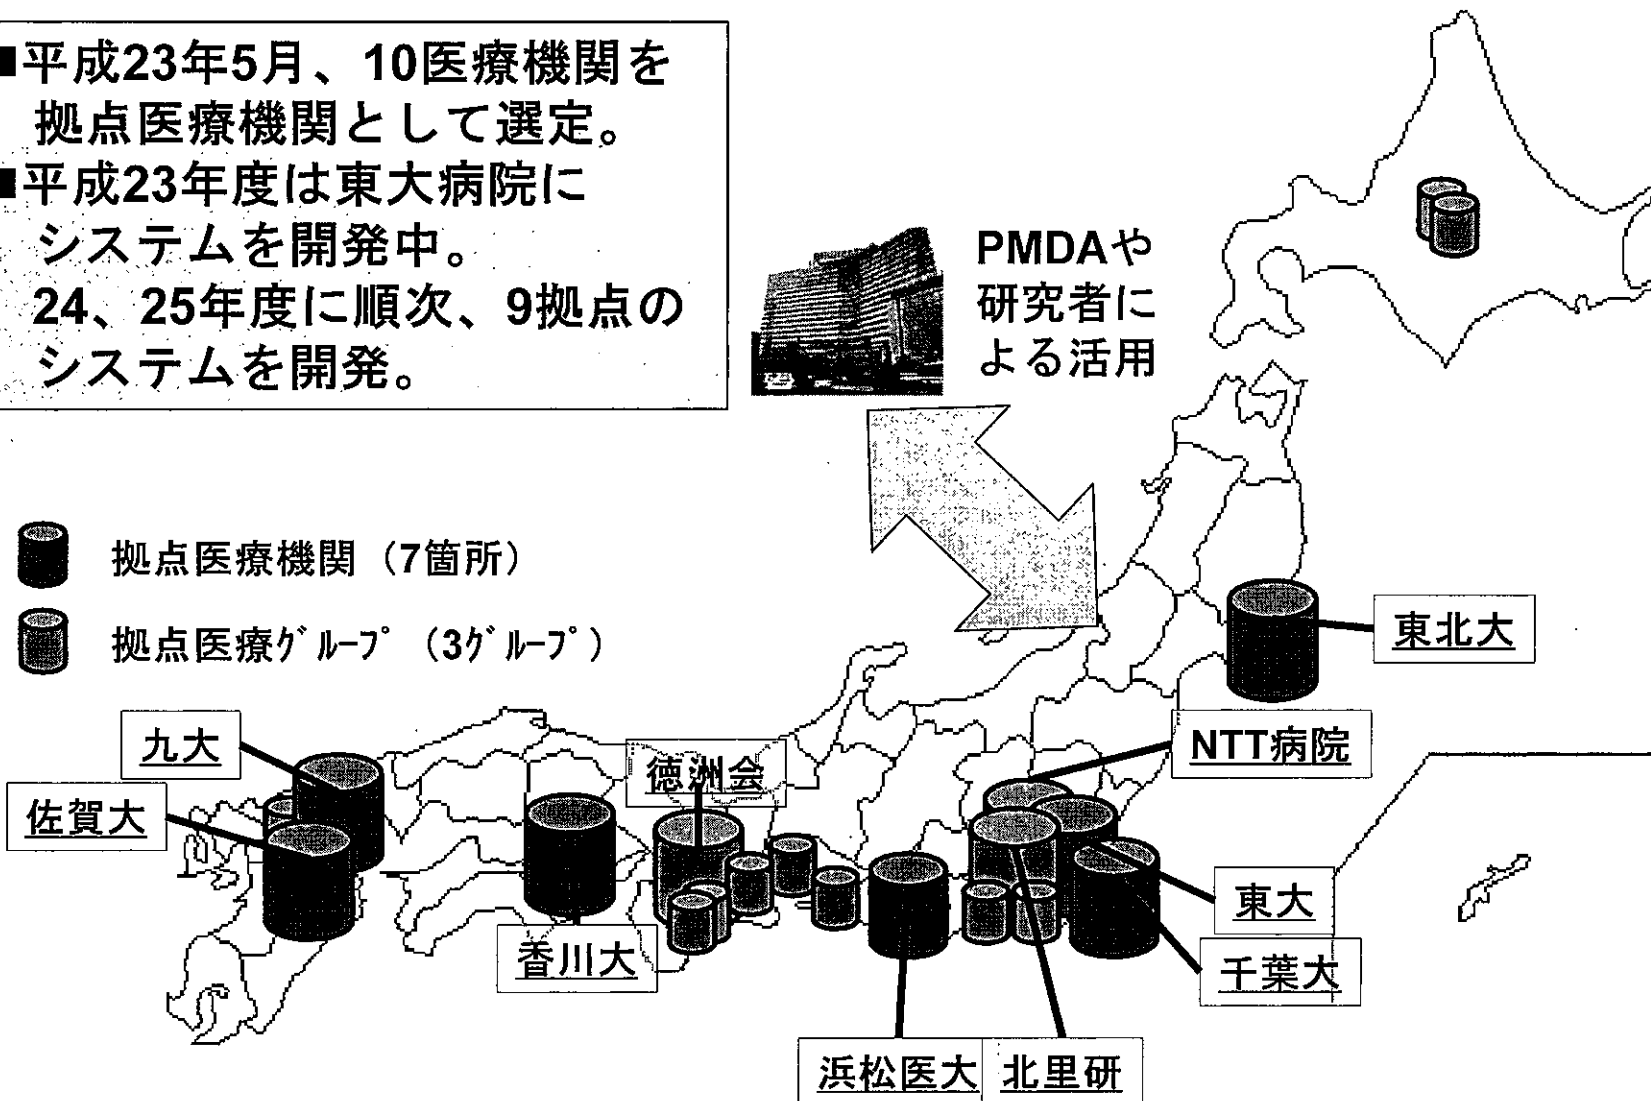 ■平成23年5月、10医療機関を
拠点医療機関として選定。
■平成23年度は東大病院に
システムを開発中。
24、25年度に順次、9拠点の
システムを開発。
PMDAや
研究者に
よる活用
拠点医療機関（7箇所）
拠点医療ｸﾞﾙｰﾌﾟ（3ｸﾞﾙｰﾌﾟ）
東北大
NTT病院
九大
徳洲会
佐賀大
東大
香川大
千葉大
浜松医大
北里研